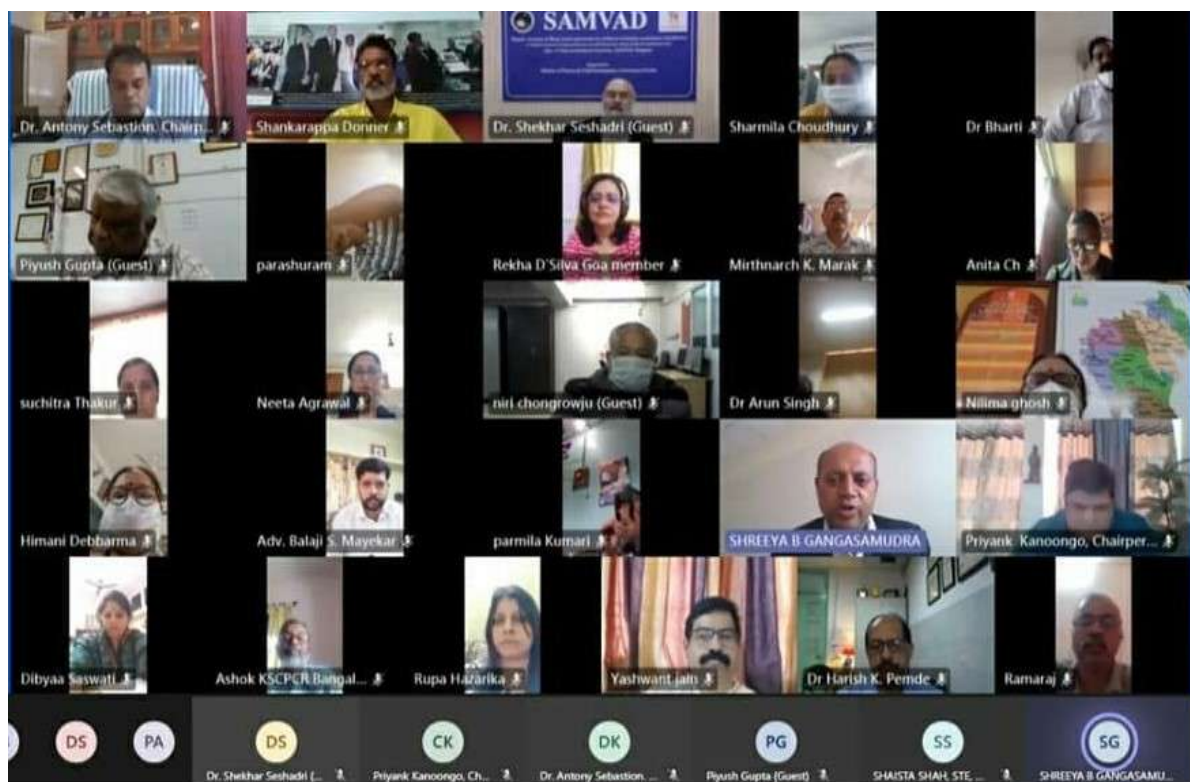 SAMVAD
Dr. Antony Sebastion. Chairp...
Shankarappa Donner
Dr. Shekhar Seshadri (Guest)
Sharmila Choudhury
Dr Bharti
Piyush Gupta (Guest)
parashuram
Rekha D`Silva Goa member
Mirthnarch K. Marak
Anita Ch
suchitra Thakur
Neeta Agrawal
niri chongrowju (Guest)
Dr Arun Singh
Nilima ghosh
Himani Debbarma
Adv. Balaji S. Mayekar
parmila Kumari
SHREEYA B GANGASAMUDRA
Priyank Kanoongo, Chairper...
Dibyaa Saswati
Ashok KSCPCR Bangal...
Rupa Hazarika
Yashwant jain
Dr Harish K. Pemde
Ramaraj
DS
PA
DS
CK
DK
PG
SS
SG
Dr. Shekhar Seshadri (...
Priyank Kanoongo, Ch...
Dr. Antony Sebastion. ...
Piyush Gupta (Guest)
SHAISTA SHAH, STE, ...
SHREEYA B GANGASAMU...